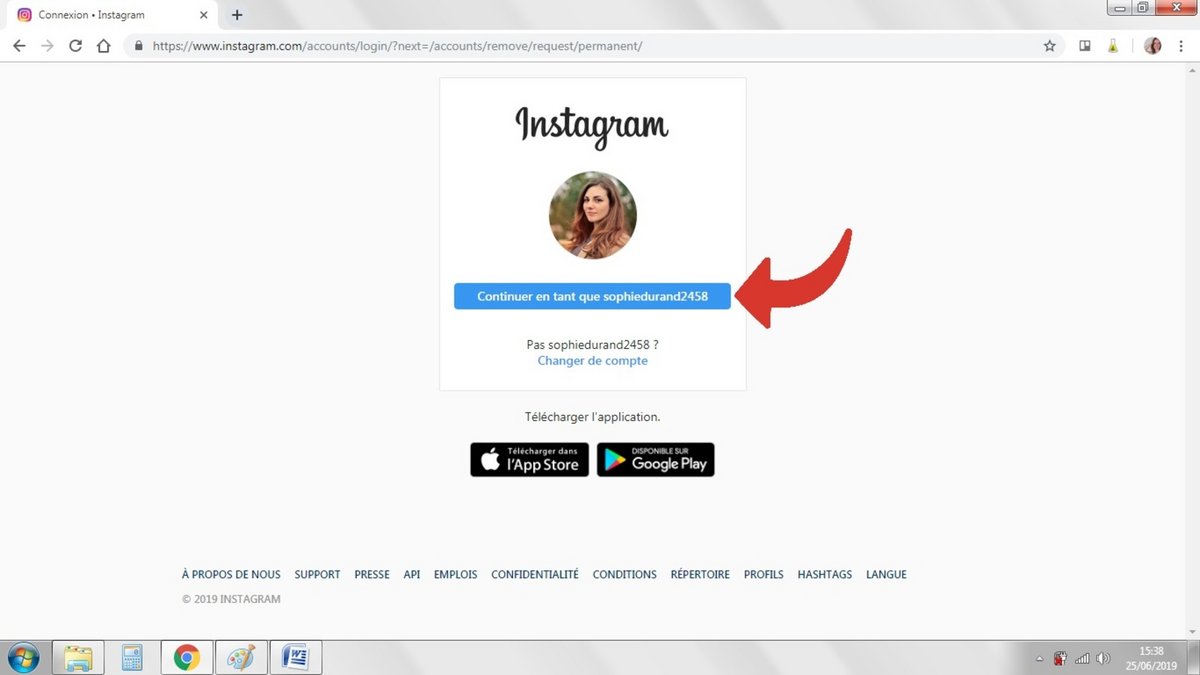 Connexion • Instagram
https://www.instagram.com/accounts/login/?next=/accounts/remove/request/permanent/
Instagram
Continuer en tant que sophiedurand2458
Pas sophiedurand2458 ?
Changer de compte
Télécharger l'application.
Télécharger dans
l'App Store
DISPONIBLE SUR
Google Play
À PROPOS DE NOUS SUPPORT PRESSE API EMPLOIS CONFIDENTIALITÉ CONDITIONS RÉPERTOIRE PROFILS HASHTAGS LANGUE
© 2019 INSTAGRAM
15:38
25/06/2019